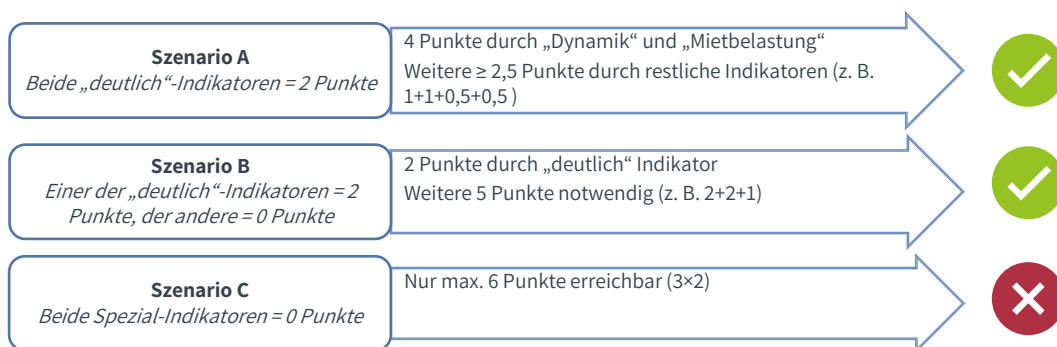 Szenario A
Beide „deutlich“-Indikatoren = 2 Punkte
4 Punkte durch „Dynamik“ und „Mietbelastung“
Weitere ≥ 2,5 Punkte durch restliche Indikatoren (z. B.
1+1+0,5+0,5 )
Szenario B
Einer der „deutlich“-Indikatoren = 2
Punkte, der andere = 0 Punkte
2 Punkte durch „deutlich“ Indikator
Weitere 5 Punkte notwendig (z. B. 2+2+1)
Szenario C
Beide Spezial-Indikatoren = 0 Punkte
Nur max. 6 Punkte erreichbar (3×2)